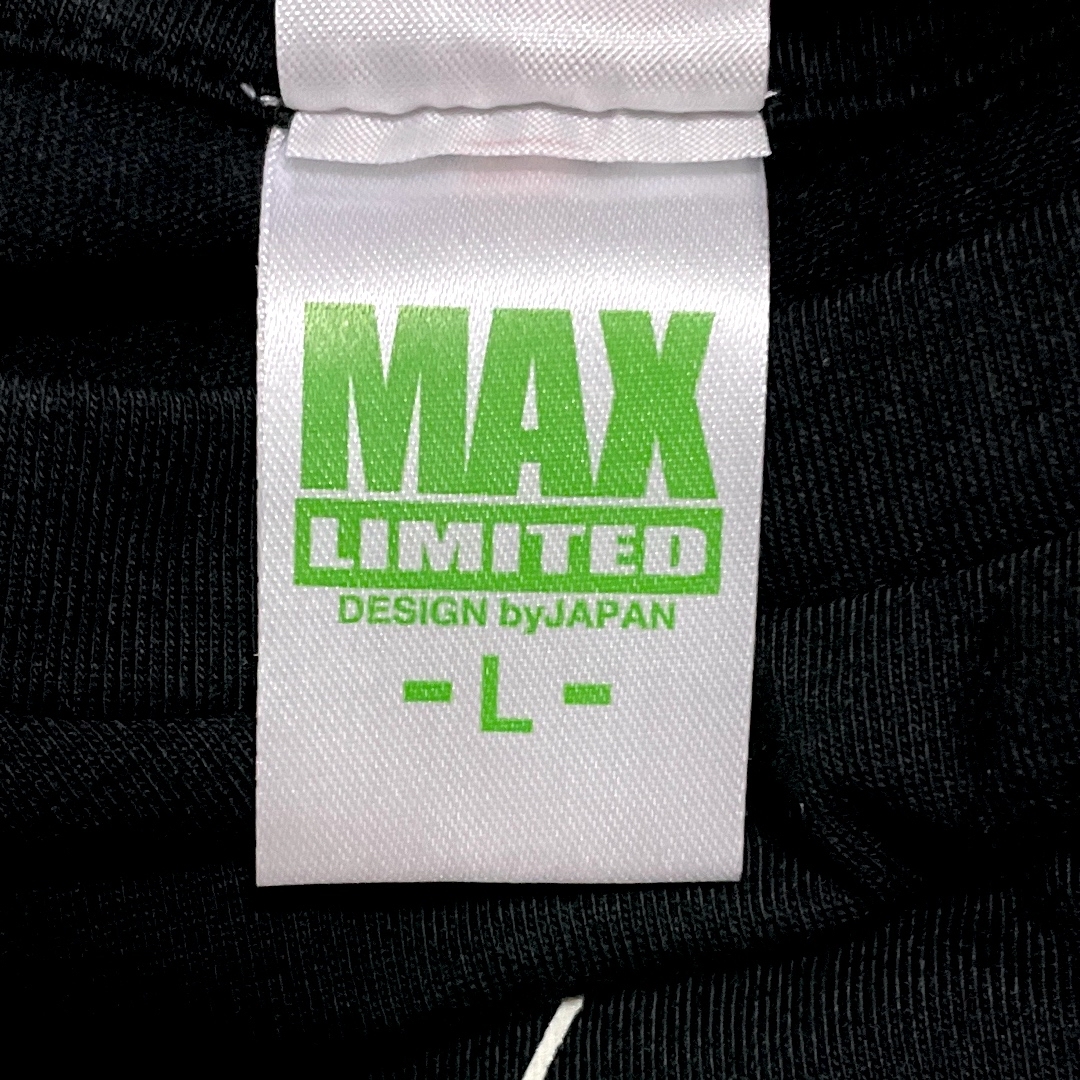 MAX
LIMITED
DESIGN byJAPAN
- L -